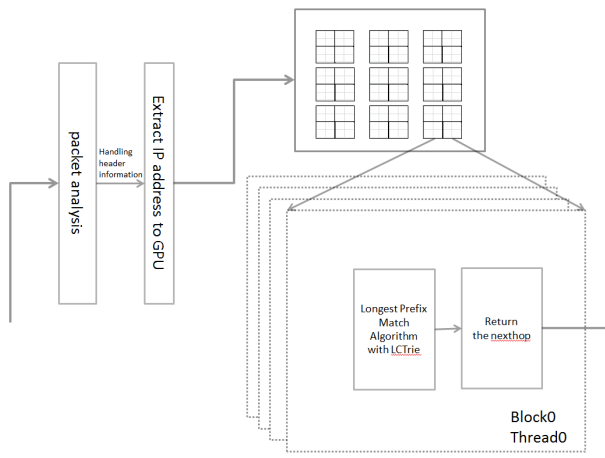 packet analysis
Handling
header
information
Extract IP address to GPU
Longest Prefix
Match
Algorithm
with LCTrie
Return
the nexthop
Block0
Thread0